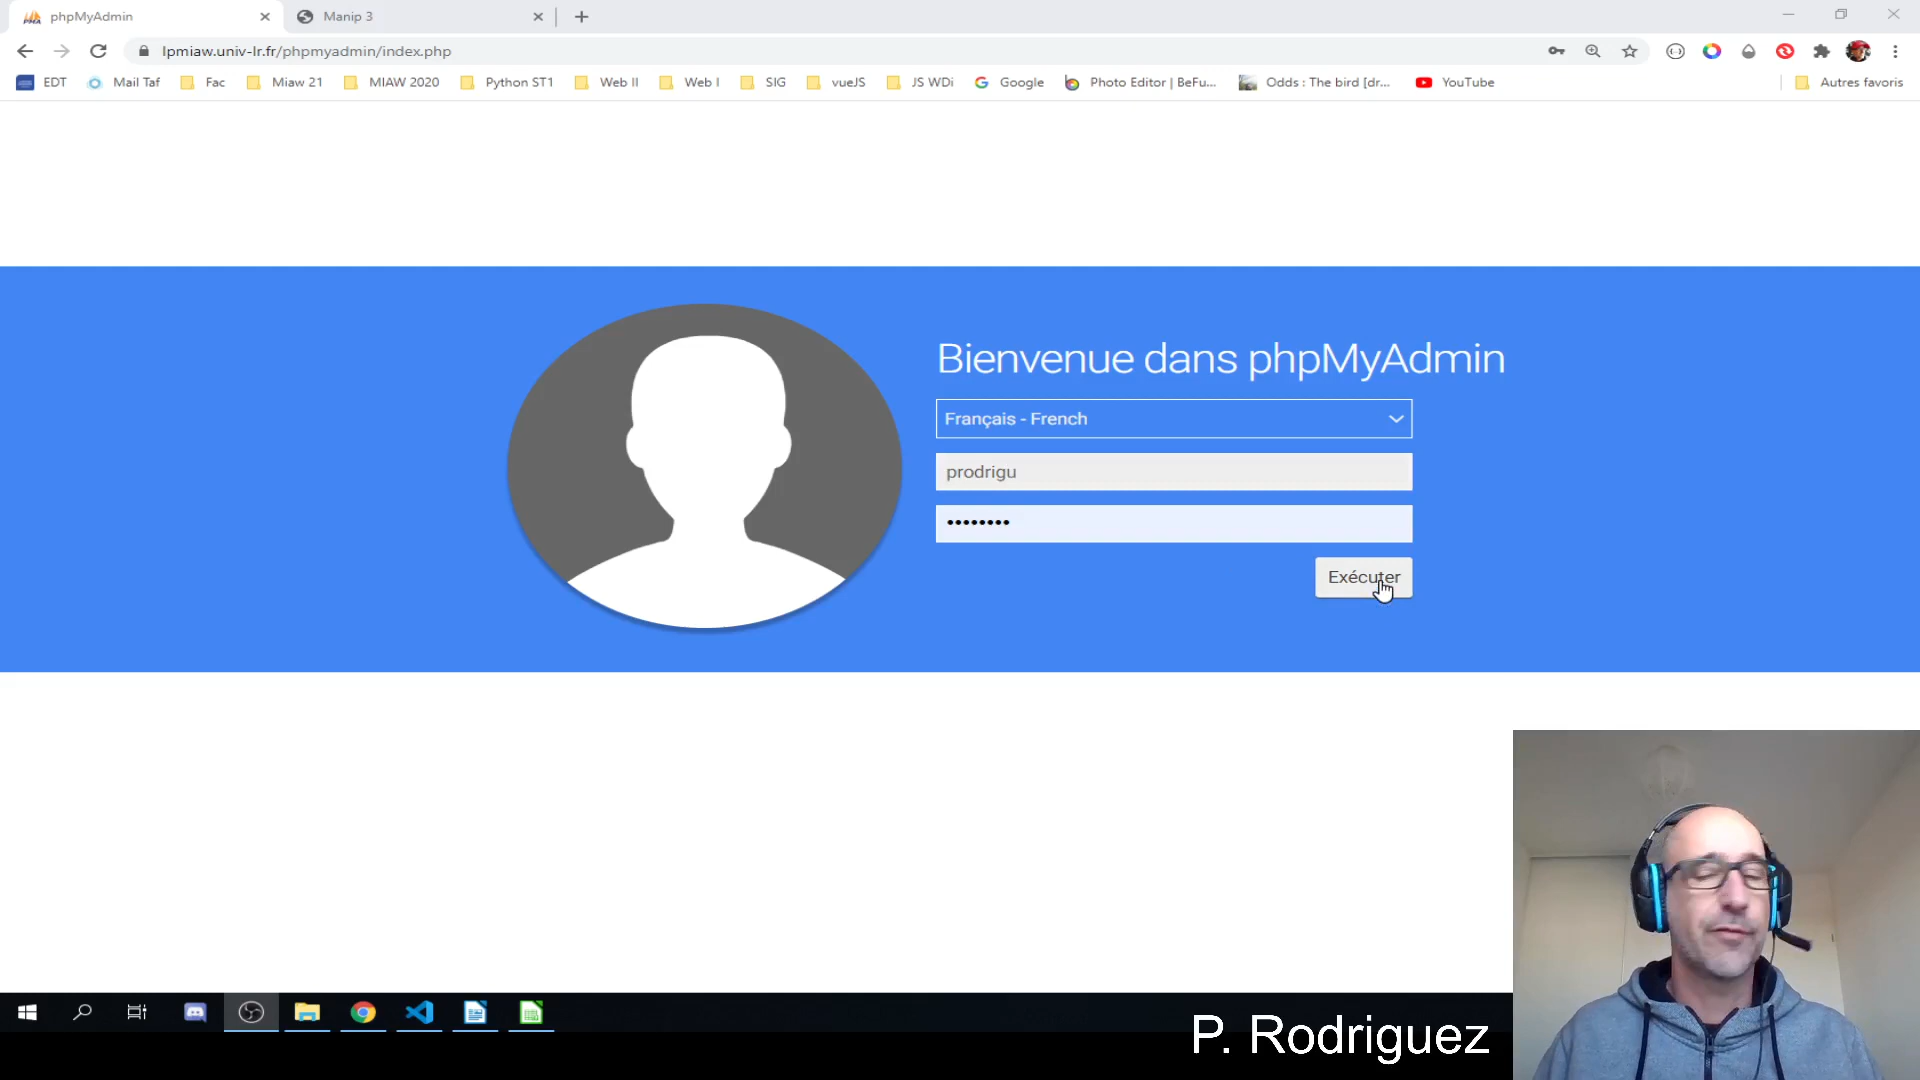 phpMyAdmin
Manip 3
lpmiaw.univ-lr.fr/phpmyadmin/index.php
EDT
Mail Taf
Fac
Miaw 21
MIAW 2020
Python ST1
Web II
Web I
SIG
vueJS
JS WDi
Google
Photo Editor | BeFu...
Odds : The bird [dr...
YouTube
Autres favoris
Bienvenue dans phpMyAdmin
Français - French
prodrigu
••••••••
Exécuter
P. Rodriguez